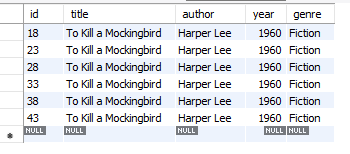 id title author year genre
18 To Kill a Mockingbird Harper Lee 1960 Fiction
23 To Kill a Mockingbird Harper Lee 1960 Fiction
28 To Kill a Mockingbird Harper Lee 1960 Fiction
33 To Kill a Mockingbird Harper Lee 1960 Fiction
38 To Kill a Mockingbird Harper Lee 1960 Fiction
43 To Kill a Mockingbird Harper Lee 1960 Fiction
NULL NULL NULL NULL NULL